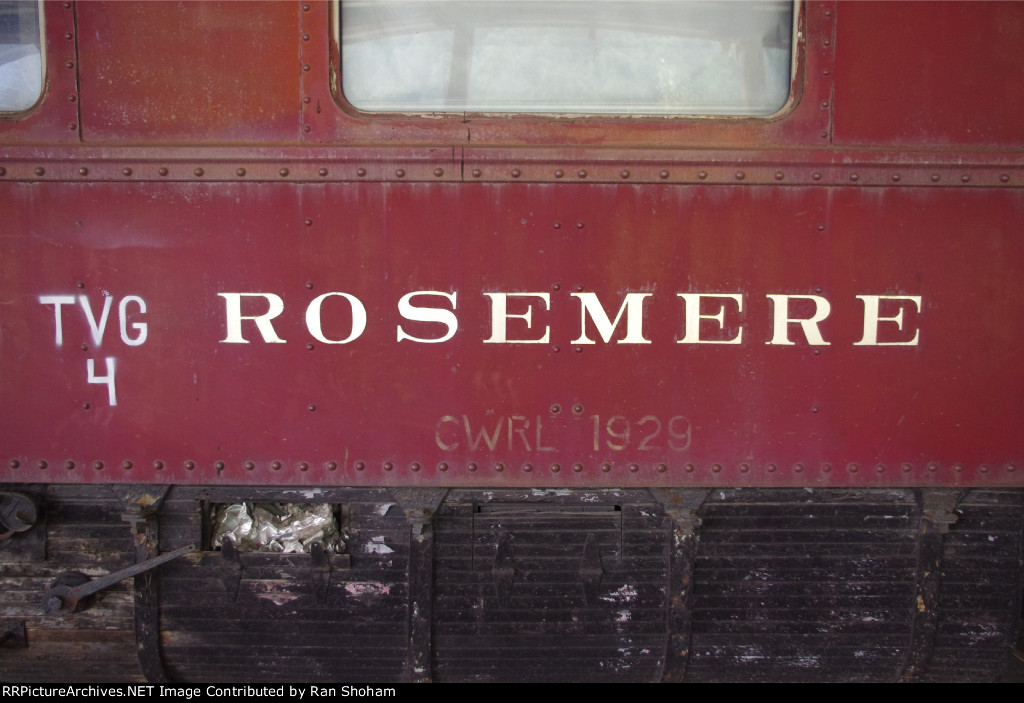 TVG ROSEMERE
4
CWRL 1929
RRPictureArchives.NET Image Contributed by Ran Shoham